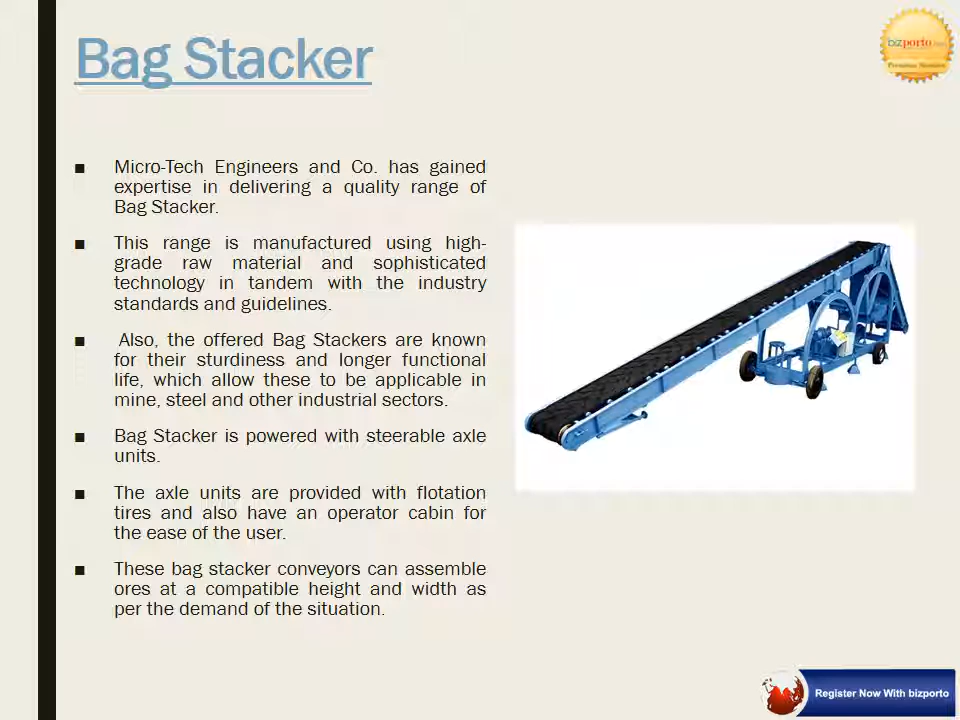 Bag Stacker
bizporto.com
Premium Member
■ Micro-Tech Engineers and Co. has gained
expertise in delivering a quality range of
Bag Stacker.
■ This range is manufactured using high-
grade raw material and sophisticated
technology in tandem with the industry
standards and guidelines.
■ Also, the offered Bag Stackers are known
for their sturdiness and longer functional
life, which allow these to be applicable in
mine, steel and other industrial sectors.
■ Bag Stacker is powered with steerable axle
units.
■ The axle units are provided with flotation
tires and also have an operator cabin for
the ease of the user.
■ These bag stacker conveyors can assemble
ores at a compatible height and width as
per the demand of the situation.
Register Now With bizporto